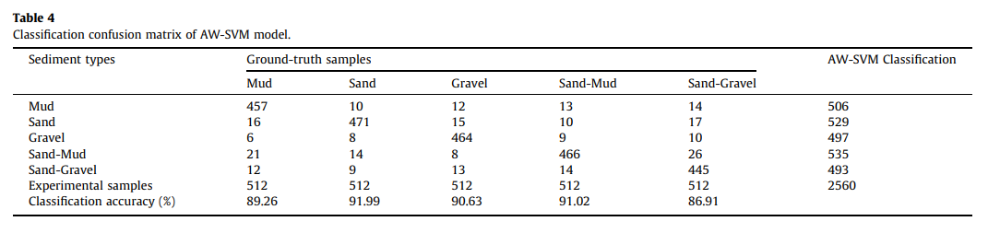 Table 4
Classification confusion matrix of AW-SVM model.
Sediment types Ground-truth samples AW-SVM Classification
Mud Sand Gravel Sand-Mud Sand-Gravel
Mud 457 10 12 13 14 506
Sand 16 471 15 10 17 529
Gravel 6 8 464 9 10 497
Sand-Mud 21 14 8 466 26 535
Sand-Gravel 12 9 13 14 445 493
Experimental samples 512 512 512 512 512 2560
Classification accuracy (%) 89.26 91.99 90.63 91.02 86.91